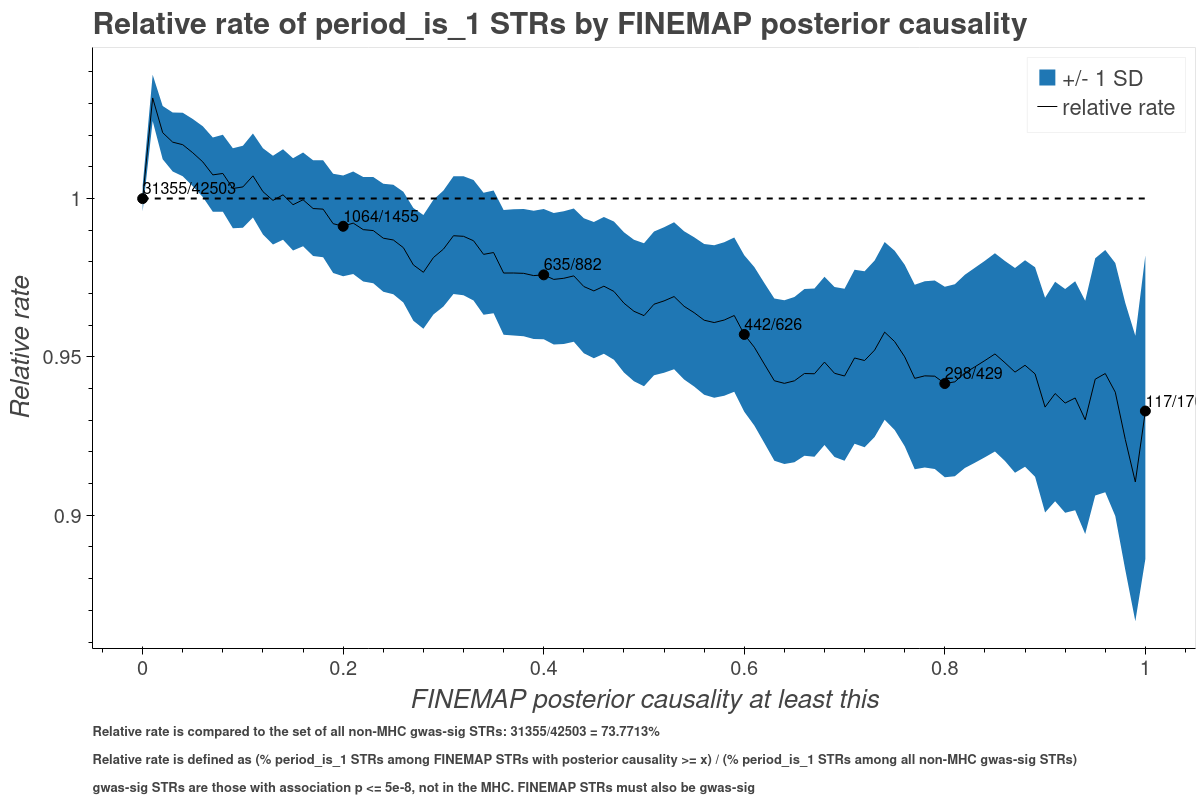 Relative rate of period_is_1 STRs by FINEMAP posterior causality
+/- 1 SD
relative rate
Relative rate
1
0.95
0.9
31355/42503
1064/1455
635/882
442/626
298/429
0
0.2
0.4
0.6
0.8
1
FINEMAP posterior causality at least this
Relative rate is compared to the set of all non-MHC gwas-sig STRs: 31355/42503 = 73.7713%
Relative rate is defined as (% period_is_1 STRs among FINEMAP STRs with posterior causality >= x) / (% period_is_1 STRs among all non-MHC gwas-sig STRs)
gwas-sig STRs are those with association p <= 5e-8, not in the MHC. FINEMAP STRs must also be gwas-sig